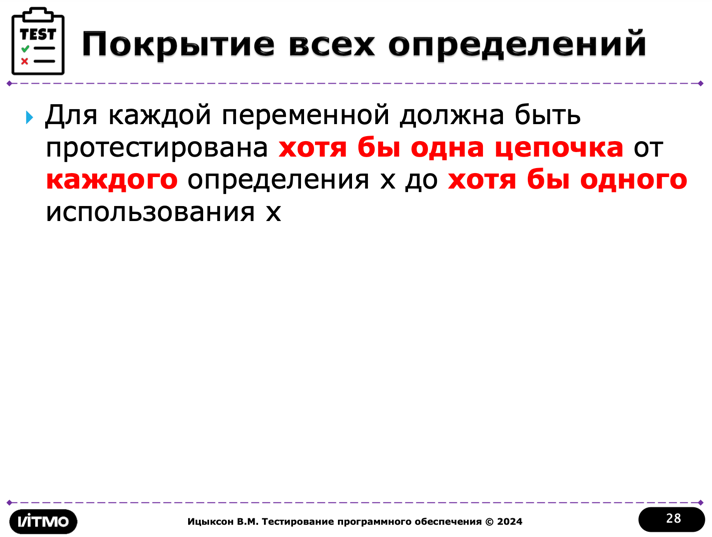 TEST
Покрытие всех определений
Для каждой переменной должна быть
протестирована хотя бы одна цепочка от
каждого определения x до хотя бы одного
использования x
ИТМО
Ицыксон В.М. Тестирование программного обеспечения © 2024
28